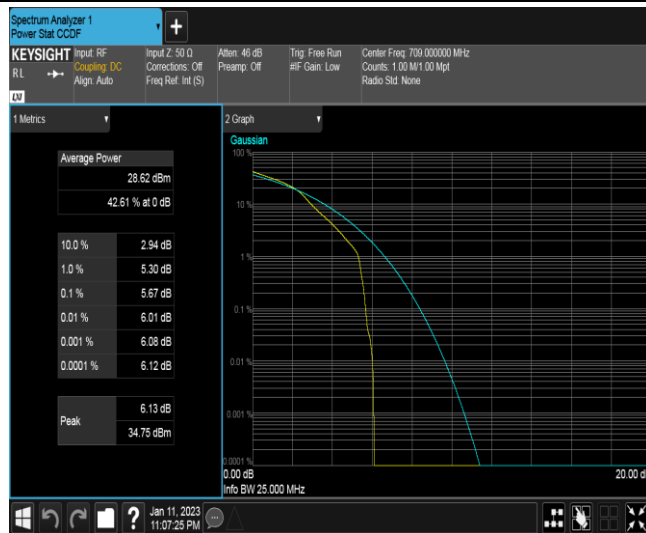 Spectrum Analyzer 1
Power Stat CCDF
+
KEYSIGHT
RL
Input: RF
Coupling: DC
Align: Auto
Input Z: 50 Ω
Corrections: Off
Freq Ref: Int (S)
Atten: 46 dB
Preamp: Off
Trig: Free Run
#IF Gain: Low
Center Freq: 709.000000 MHz
Counts: 1.00 M/1.00 Mpt
Radio Std: None
1 Metrics
Average Power
28.62 dBm
42.61 % at 0 dB
10.0 % 2.94 dB
1.0 % 5.30 dB
0.1 % 5.67 dB
0.01 % 6.01 dB
0.001 % 6.08 dB
0.0001 % 6.12 dB
Peak
6.13 dB
34.75 dBm
2 Graph
Gaussian
100 %
10 %
1 %
0.1 %
0.01 %
0.001 %
0.0001 %
0.00 dB
20.00 d
Info BW 25.000 MHz
?
Jan 11, 2023
11:07:25 PM